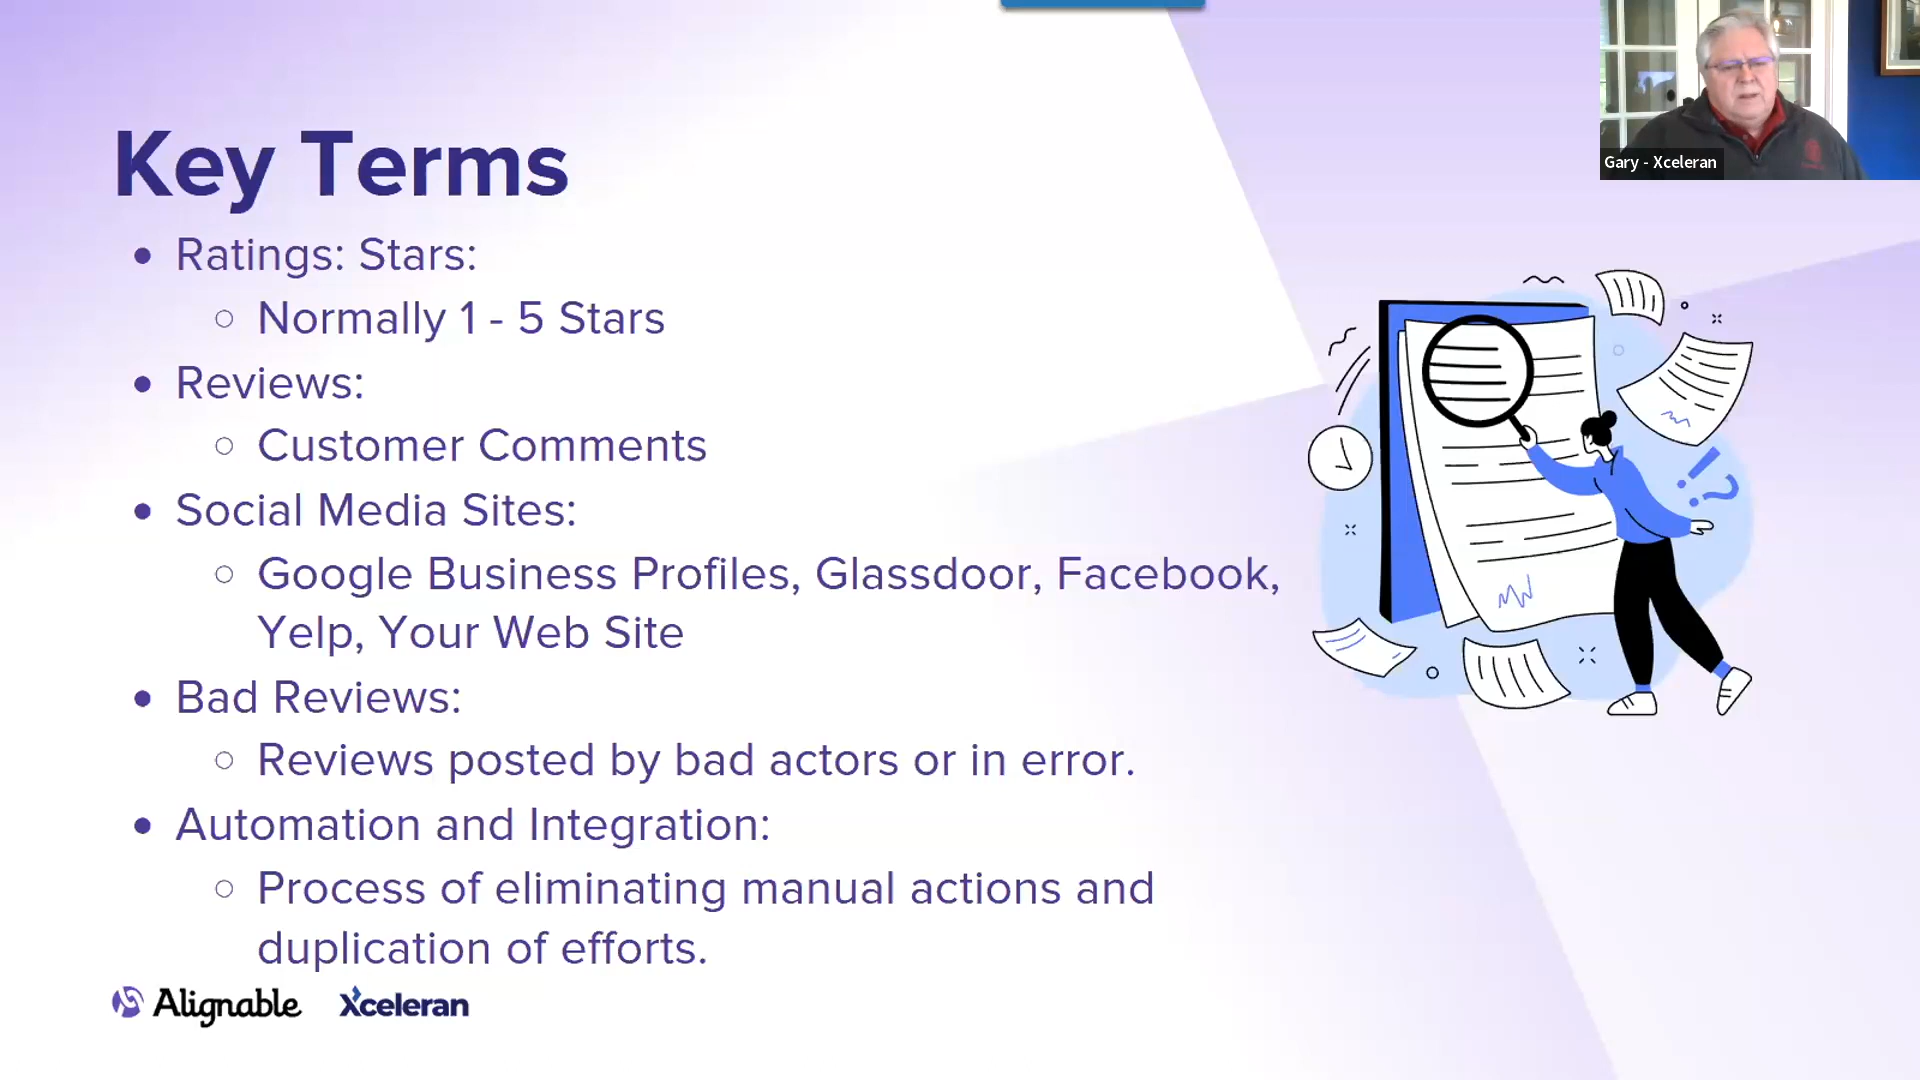 Gary - Xceleran
Key Terms
Ratings: Stars:
Normally 1 - 5 Stars
Reviews:
Customer Comments
Social Media Sites:
Google Business Profiles, Glassdoor, Facebook,
Yelp, Your Web Site
Bad Reviews:
Reviews posted by bad actors or in error.
Automation and Integration:
Process of eliminating manual actions and
duplication of efforts.
Alignable Xceleran
!?